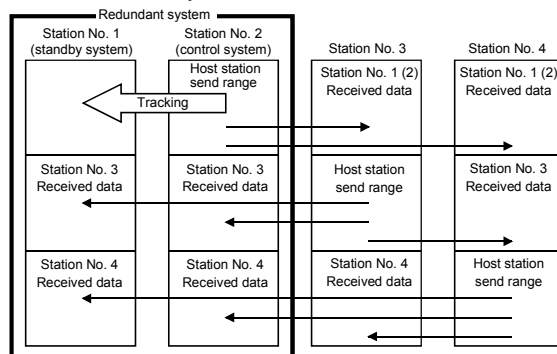 Redundant system
Station No. 1
(standby system)
Station No. 2
(control system)
Station No. 3
Station No. 4
Host station
send range
Station No. 1 (2)
Received data
Station No. 1 (2)
Received data
Tracking
Station No. 3
Received data
Station No. 3
Received data
Host station
send range
Station No. 3
Received data
Station No. 4
Received data
Station No. 4
Received data
Station No. 4
Received data
Host station
send range